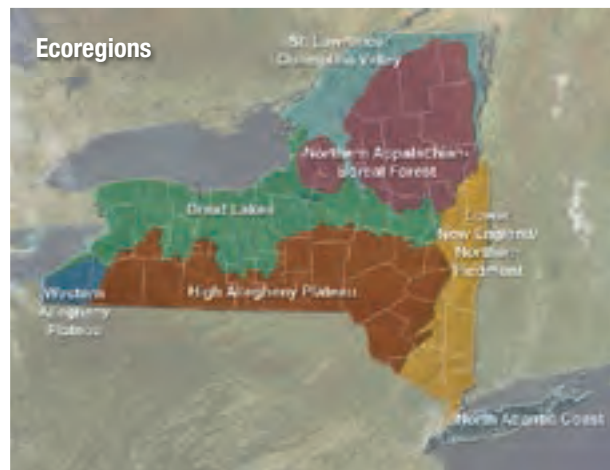 Ecoregions
St. Lawrence
Champlain Valley
Northern Appalachian-
Boreal Forest
Great Lakes
Lower
New England/
Northern
Piedmont
High Allegheny Plateau
Western
Allegheny
Plateau
North Atlantic Coast